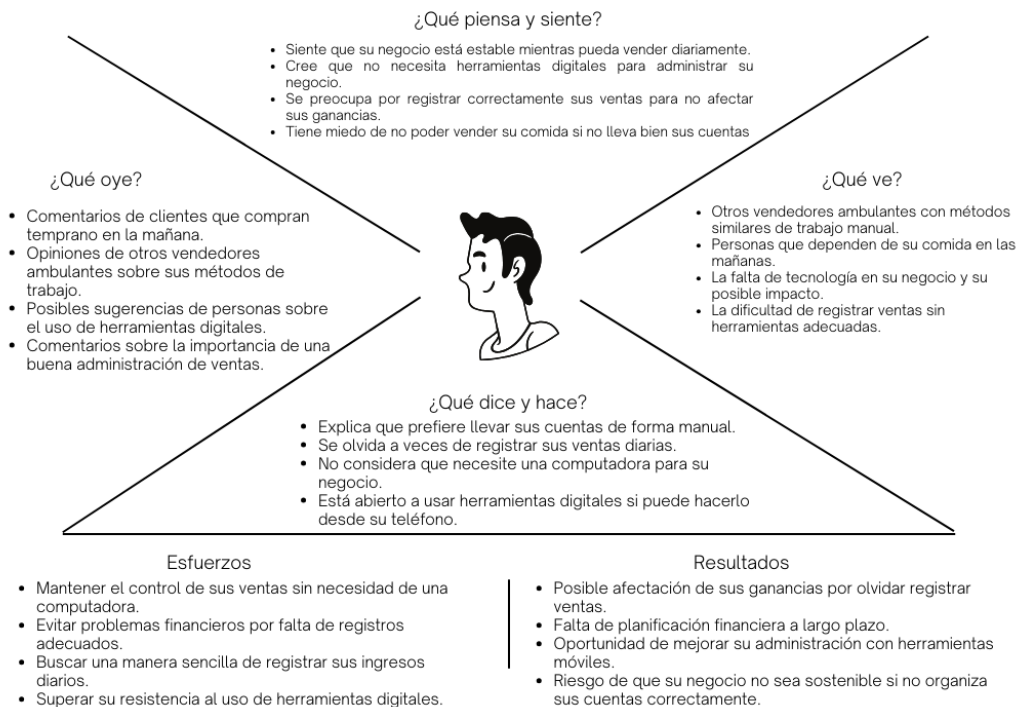 ¿Qué piensa y siente?
• Siente que su negocio está estable mientras pueda vender diariamente.
• Cree que no necesita herramientas digitales para administrar su
negocio.
• Se preocupa por registrar correctamente sus ventas para no afectar
sus ganancias.
• Tiene miedo de no poder vender su comida si no lleva bien sus cuentas
¿Qué oye?
• Comentarios de clientes que compran
temprano en la mañana.
• Opiniones de otros vendedores
ambulantes sobre sus métodos de
trabajo.
• Posibles sugerencias de personas sobre
el uso de herramientas digitales.
• Comentarios sobre la importancia de una
buena administración de ventas.
¿Qué ve?
• Otros vendedores ambulantes con métodos
similares de trabajo manual.
• Personas que dependen de su comida en las
mañanas.
• La falta de tecnología en su negocio y su
posible impacto.
• La dificultad de registrar ventas sin
herramientas adecuadas.
¿Qué dice y hace?
• Explica que prefiere llevar sus cuentas de forma manual.
• Se olvida a veces de registrar sus ventas diarias.
• No considera que necesite una computadora para su
negocio.
• Está abierto a usar herramientas digitales si puede hacerlo
desde su teléfono.
Esfuerzos
• Mantener el control de sus ventas sin necesidad de una
computadora.
• Evitar problemas financieros por falta de registros
adecuados.
• Buscar una manera sencilla de registrar sus ingresos
diarios.
• Superar su resistencia al uso de herramientas digitales.
Resultados
• Posible afectación de sus ganancias por olvidar registrar
ventas.
• Falta de planificación financiera a largo plazo.
• Oportunidad de mejorar su administración con herramientas
móviles.
• Riesgo de que su negocio no sea sostenible si no organiza
sus cuentas correctamente.